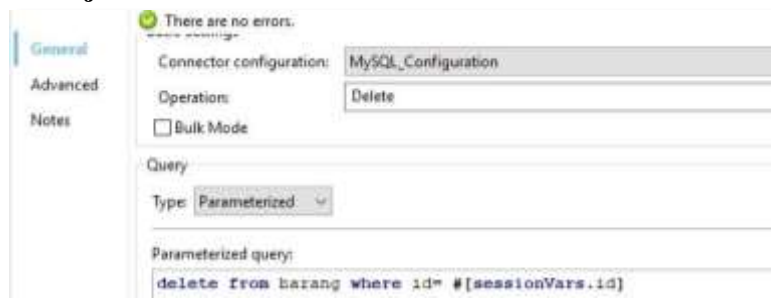 There are no errors.
General
Connector configuration: MySQL_Configuration
Advanced
Operation: Delete
Notes
Bulk Mode
Query
Type: Parameterized
Parameterized query:
delete from barang where id= #[sessionVars.id]